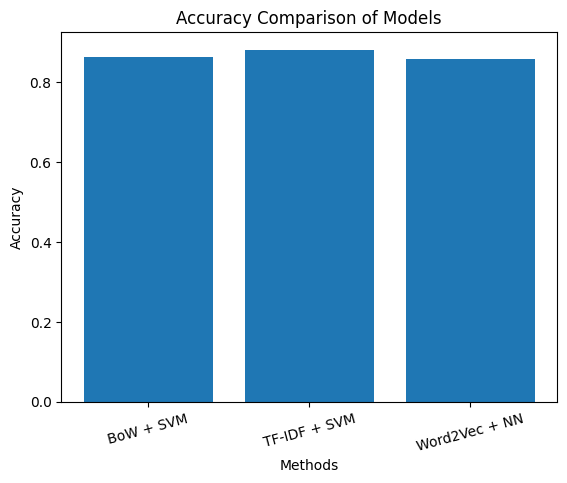 Accuracy Comparison of Models
Accuracy
0.8
0.6
0.4
0.2
0.0
BoW + SVM
TF-IDF + SVM
Word2Vec + NN
Methods